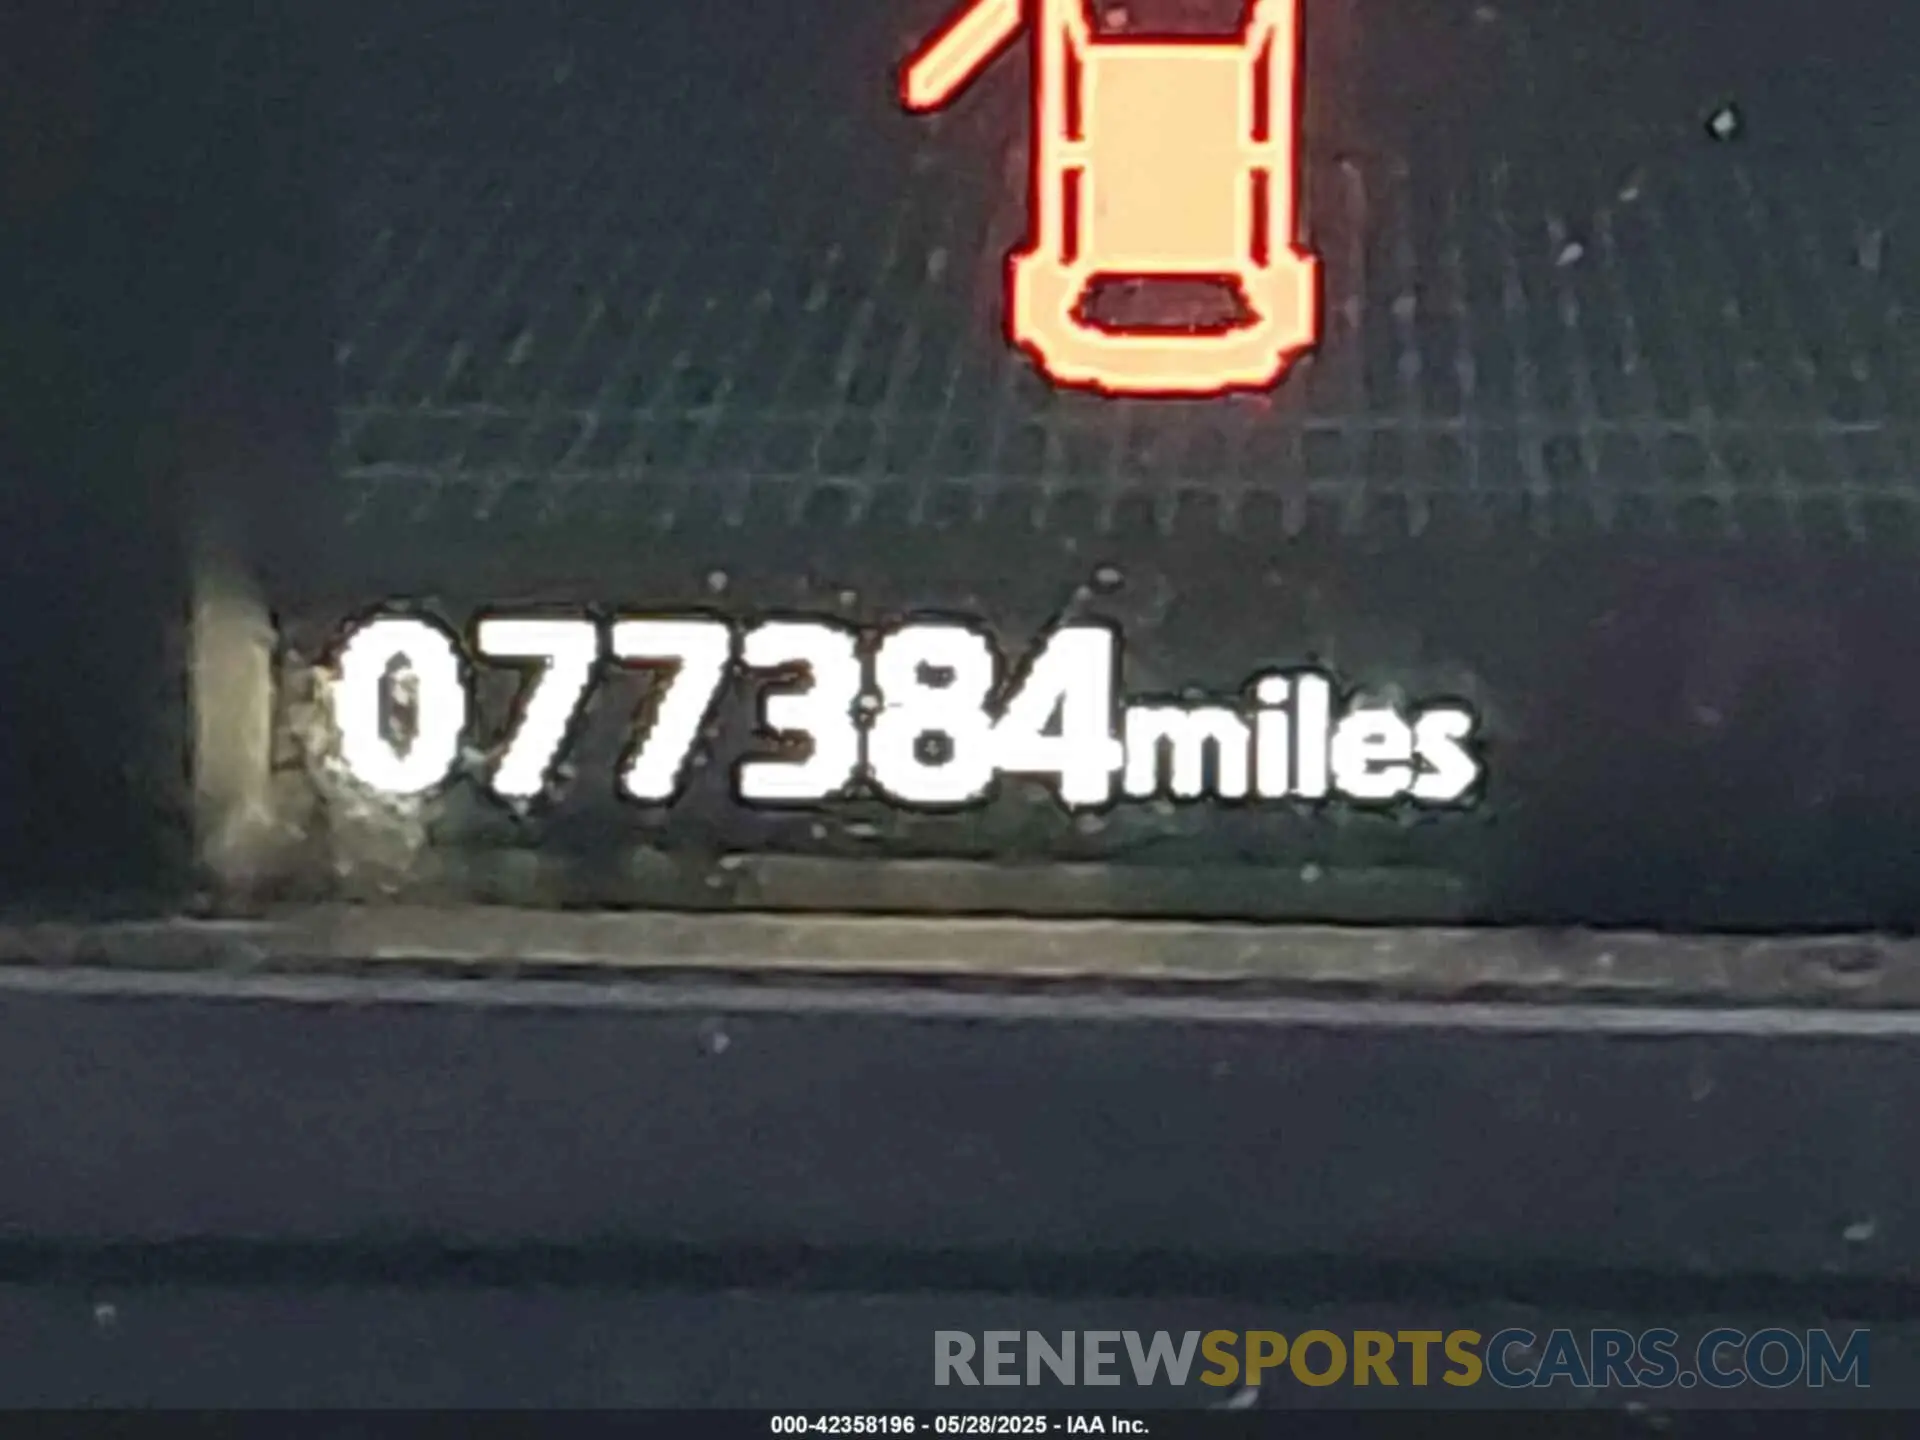 077384miles
RENEWSPORTSCARS.COM
000-42358196 - 05/28/2025 - IAA Inc.